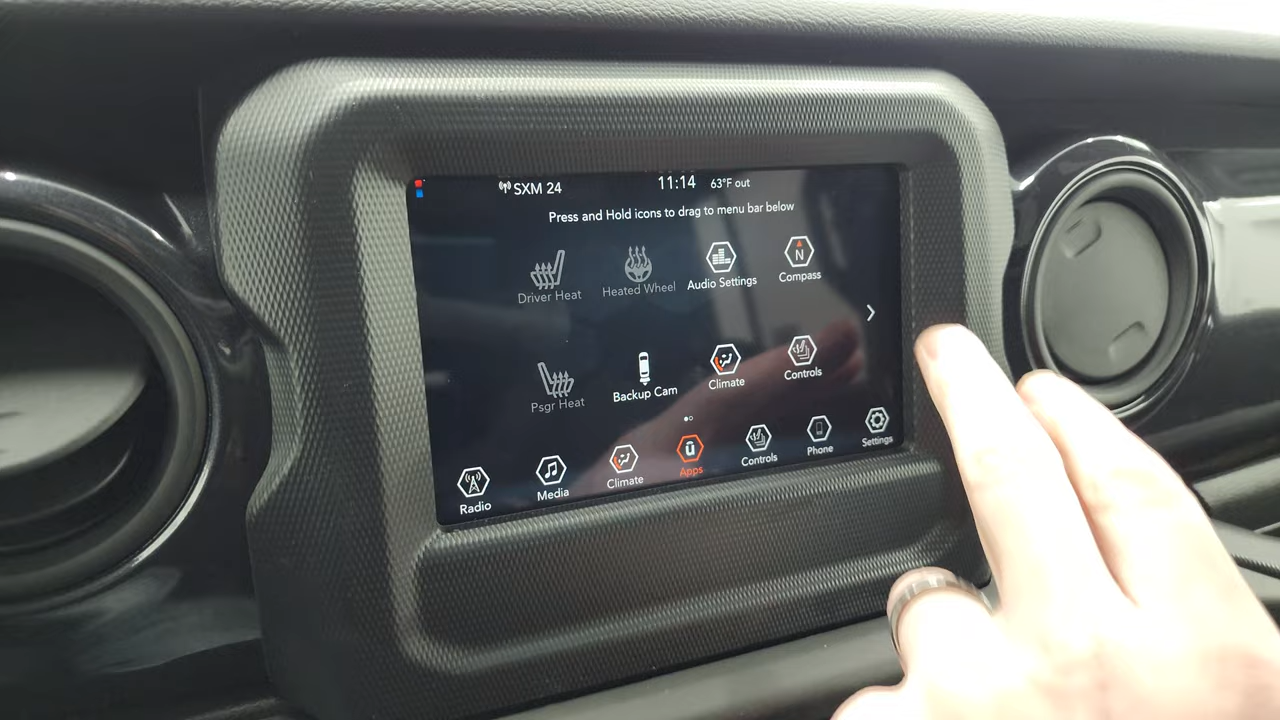 SXM 24 11:14 63°F out
Press and Hold icons to drag to menu bar below
Driver Heat Heated Wheel Audio Settings N Compass
Psgr Heat Backup Cam Climate Controls
Radio Media Climate ū Apps Controls Phone Settings